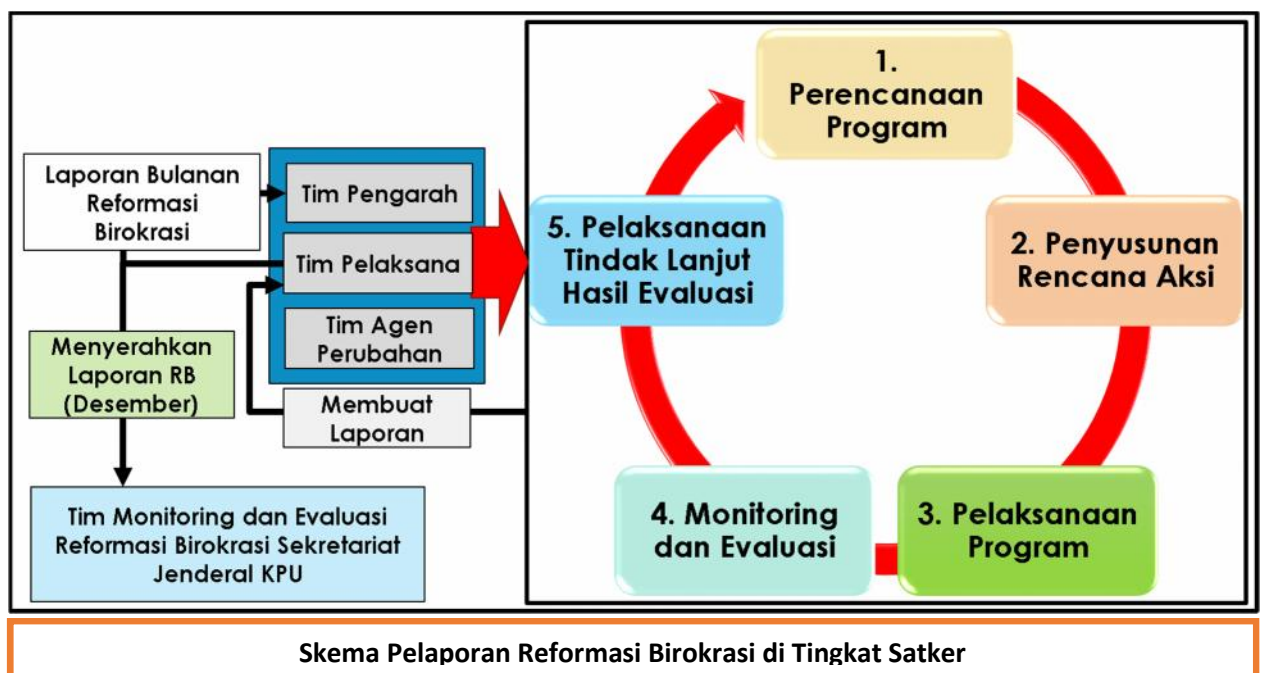 Laporan Bulanan
Reformasi
Birokrasi
Tim Pengarah
Tim Pelaksana
Tim Agen
Perubahan
Menyerahkan
Laporan RB
(Desember)
Membuat
Laporan
Tim Monitoring dan Evaluasi
Reformasi Birokrasi Sekretariat
Jenderal KPU
1.
Perencanaan
Program
2. Penyusunan
Rencana Aksi
3. Pelaksanaan
Program
4. Monitoring
dan Evaluasi
5. Pelaksanaan
Tindak Lanjut
Hasil Evaluasi
Skema Pelaporan Reformasi Birokrasi di Tingkat Satker